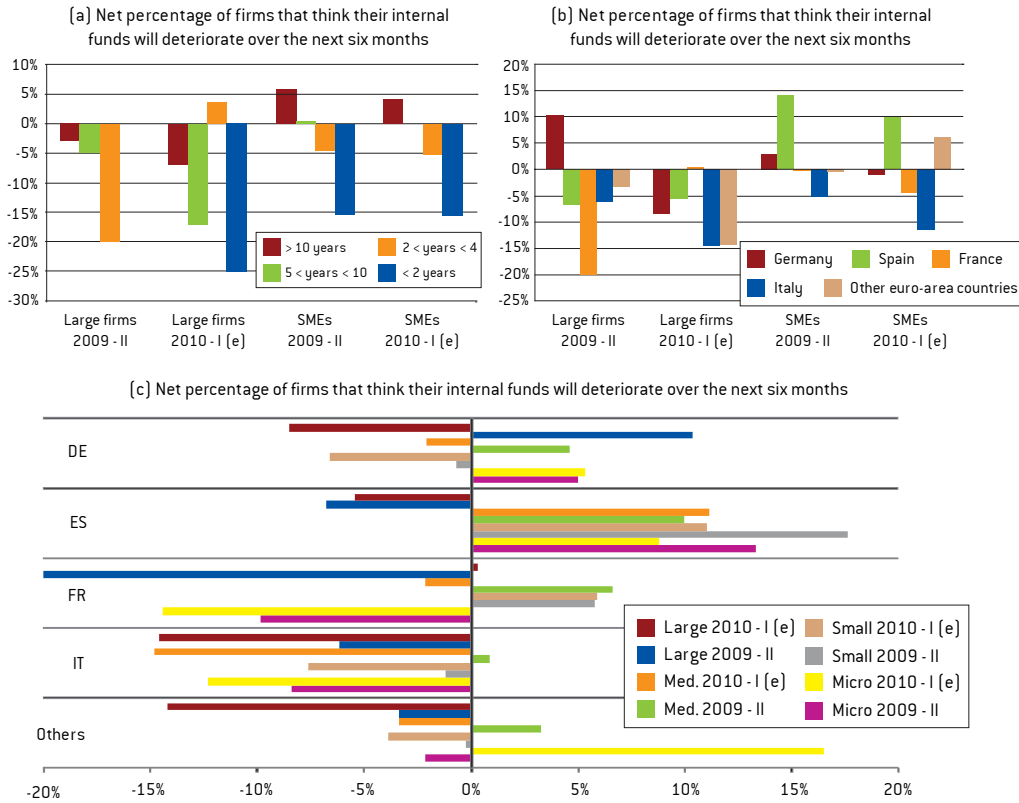 (a) Net percentage of firms that think their internal
funds will deteriorate over the next six months
10%
5%
0%
-5%
-10%
-15%
-20%
-25%
-30%
> 10 years
2 < years < 4
5 < years < 10
< 2 years
Large firms
2009 - II
Large firms
2010 - I (e)
SMEs
2009 - II
SMEs
2010 - I (e)
(b) Net percentage of firms that think their internal
funds will deteriorate over the next six months
20%
15%
10%
5%
0%
-5%
-10%
-15%
-20%
-25%
Germany
Spain
France
Italy
Other euro-area countries
Large firms
2009 - II
Large firms
2010 - I (e)
SMEs
2009 - II
SMEs
2010 - I (e)
(c) Net percentage of firms that think their internal funds will deteriorate over the next six months
DE
ES
FR
IT
Others
Large 2010 - I (e)
Small 2010 - I (e)
Large 2009 - II
Small 2009 - II
Med. 2010 - I (e)
Micro 2010 - I (e)
Med. 2009 - II
Micro 2009 - II
-20%
-15%
-10%
-5%
0%
5%
10%
15%
20%